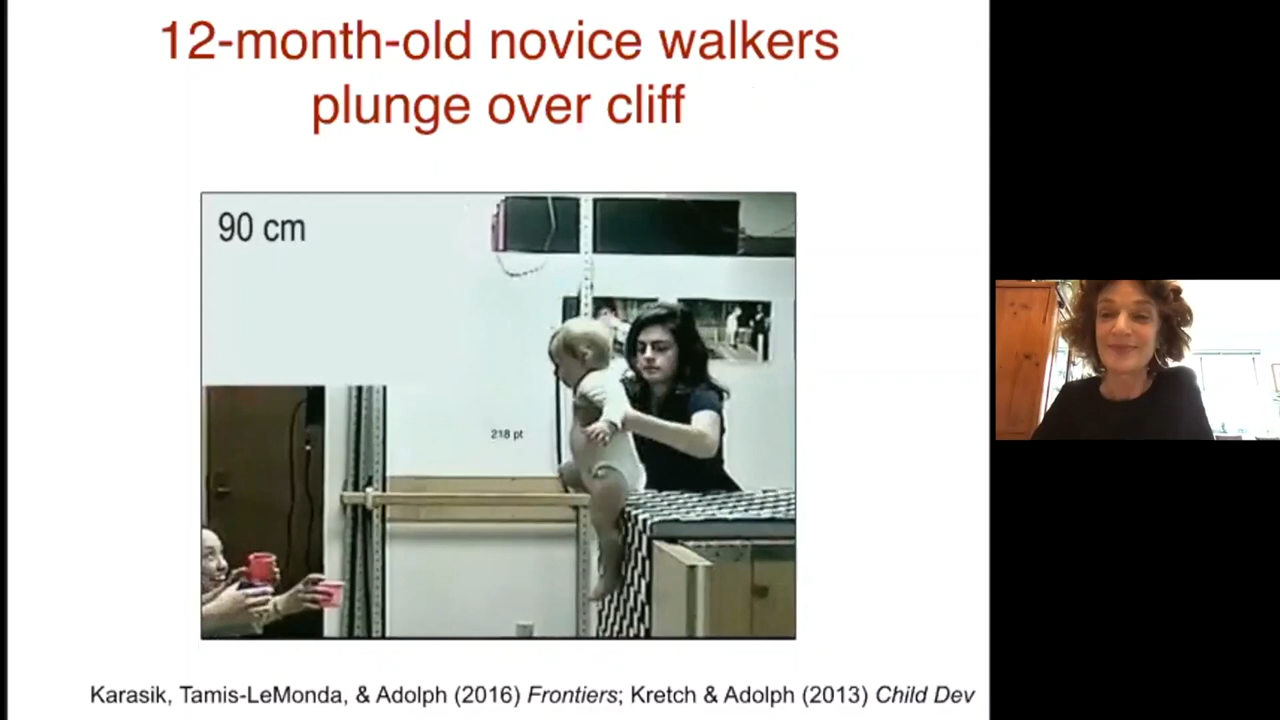 12-month-old novice walkers
plunge over cliff
90 cm
218 pt
Karasik, Tamis-LeMonda, & Adolph (2016) Frontiers; Kretch & Adolph (2013) Child Dev